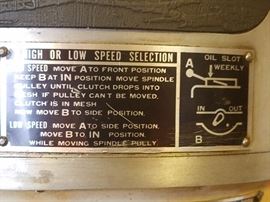 HIGH OR LOW SPEED SELECTION
SPEED MOVE A TO FRONT POSITION
KEEP B AT IN POSITION MOVE SPINDLE
PULLEY UNTIL CLUTCH DROPS INTO
MESH IF PULLEY CAN'T BE MOVED,
CLUTCH IS IN MESH
NOW MOVE B TO SIDE POSITION.
LOW SPEED MOVE A TO SIDE POSITION,
MOVE B TO IN POSITION
WHILE MOVING SPINDLE PULLY
OIL SLOT
WEEKLY
A
IN OUT
B